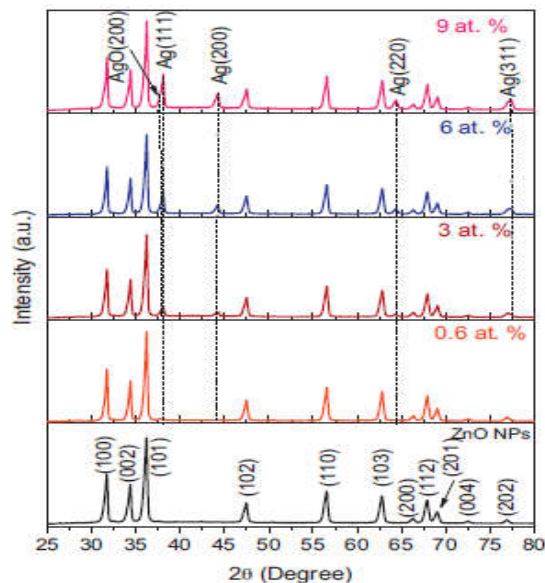 9 at. %
AgO(200)
Ag(111)
Ag(200)
Ag(220)
Ag(311)
6 at. %
3 at. %
0.6 at. %
ZnO NPs
(100)
(002)
(101)
(102)
(110)
(103)
(200)
(112)
(201)
(004)
(202)
Intensity (a.u.)
25 30 35 40 45 50 55 60 65 70 75 80
2θ (Degree)